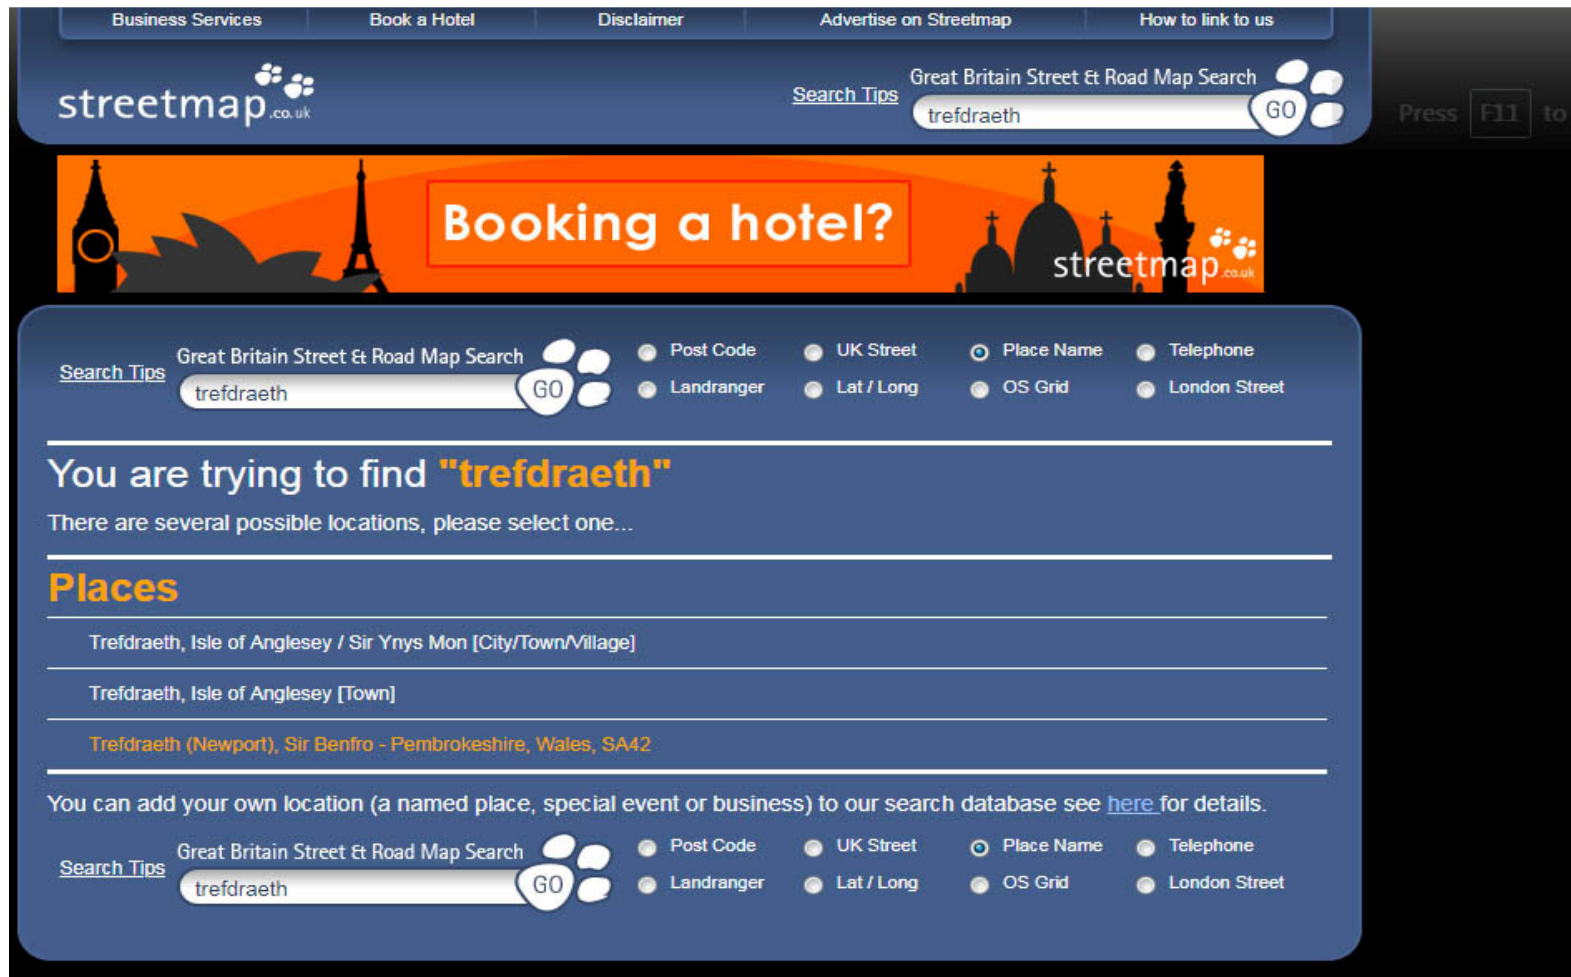 Business Services Book a Hotel Disclaimer Advertise on Streetmap How to link to us
streetmap.co.uk
Search Tips
Great Britain Street & Road Map Search
trefdraeth
GO
Press F11 to
Booking a hotel?
streetmap.co.uk
Search Tips
Great Britain Street & Road Map Search
trefdraeth
GO
Post Code UK Street Place Name Telephone
Landranger Lat / Long OS Grid London Street
You are trying to find "trefdraeth"
There are several possible locations, please select one...
Places
Trefdraeth, Isle of Anglesey / Sir Ynys Mon [City/Town/Village]
Trefdraeth, Isle of Anglesey [Town]
Trefdraeth (Newport), Sir Benfro - Pembrokeshire, Wales, SA42
You can add your own location (a named place, special event or business) to our search database see here for details.
Search Tips
Great Britain Street & Road Map Search
trefdraeth
GO
Post Code UK Street Place Name Telephone
Landranger Lat / Long OS Grid London Street